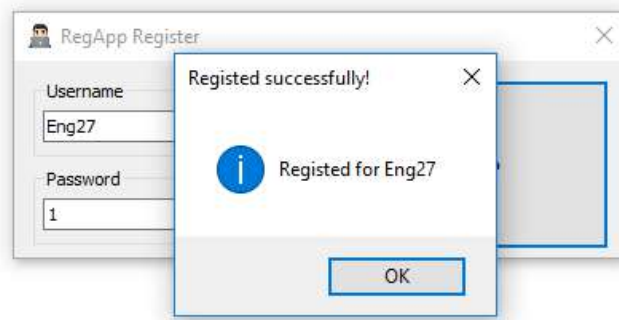 RegApp Register
Registed successfully!
Username
Eng27
Registed for Eng27
Password
1
OK